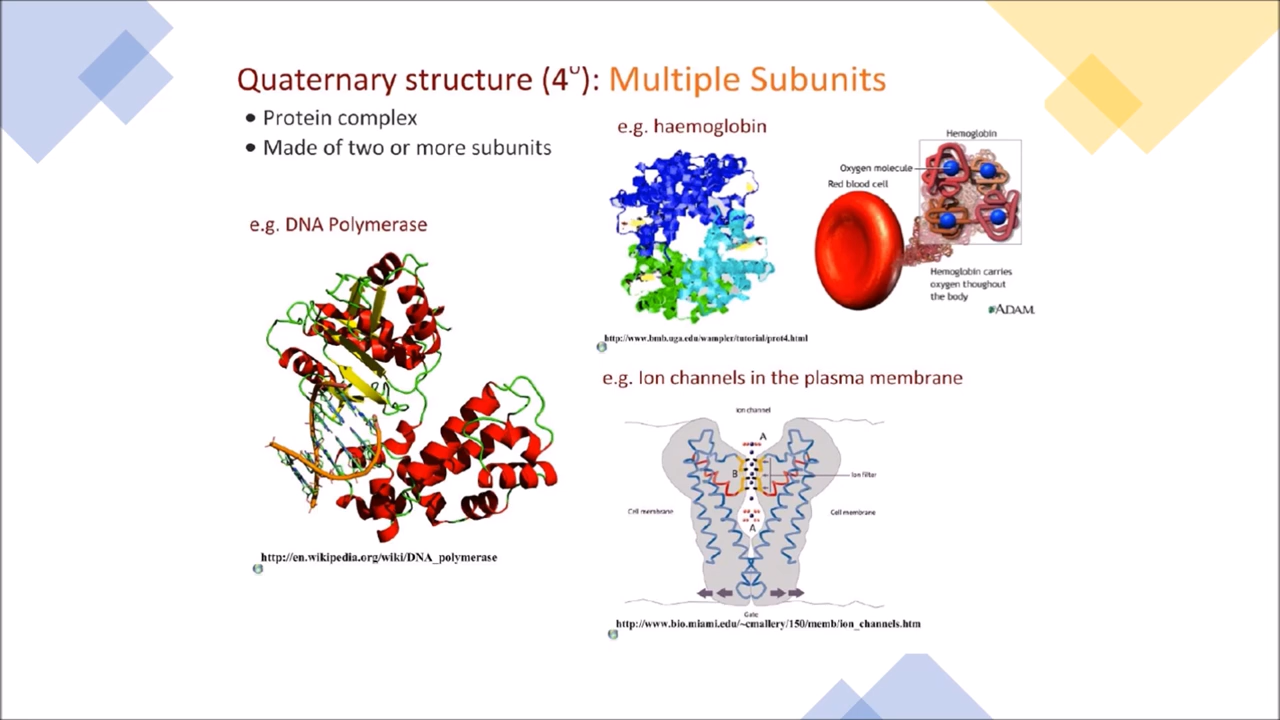 Quaternary structure (4⁰): Multiple Subunits
• Protein complex
• Made of two or more subunits
e.g. DNA Polymerase
http://en.wikipedia.org/wiki/DNA_polymerase
e.g. haemoglobin
http://www.bmb.uga.edu/wampler/tutorial/prot4.html
Hemoglobin
Oxygen molecule
Red blood cell
Hemoglobin carries
oxygen thoughout
the body
ADAM.
e.g. Ion channels in the plasma membrane
Ion channel
A
B
Ion filter
Cell membrane
Cell membrane
A
Gate
http://www.bio.miami.edu/~cmallery/150/memb/ion_channels.htm